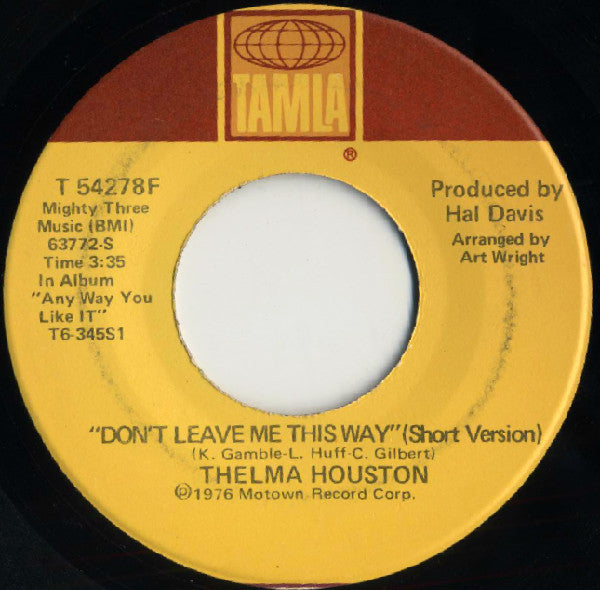 TAMLA
®
T 54278F
Mighty Three
Music (BMI)
63772-S
Time 3:35
In Album
"Any Way You
Like IT"
T6-345S1
Produced by
Hal Davis
Arranged by
Art Wright
"DON'T LEAVE ME THIS WAY" (Short Version)
(K. Gamble-L. Huff-C. Gilbert)
THELMA HOUSTON
℗1976 Motown Record Corp.